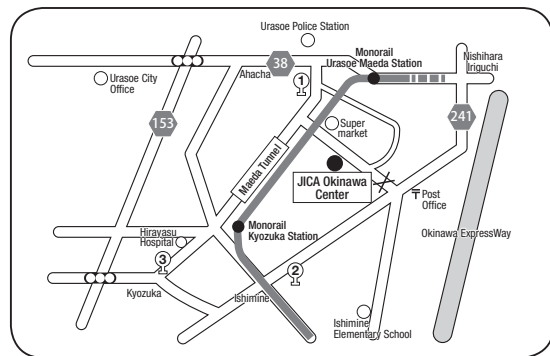 Urasoe Police Station
Monorail
Urasoe Maeda Station
Nishihara
Iriguchi
38
Ahacha
Urasoe City
Office
1
153
241
Super
market
Maeda Tunnel
JICA Okinawa
Center
〒Post
Office
Monorail
Kyozuka Station
Hirayasu
Hospital
Okinawa ExpressWay
3
2
Kyozuka
Ishimine
Ishimine
Elementary School